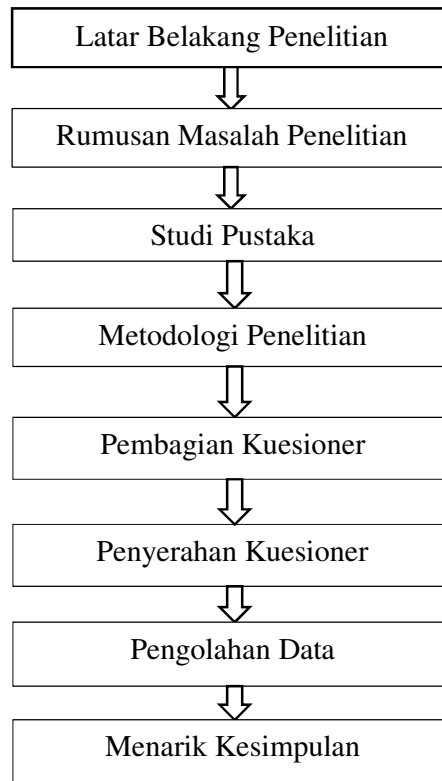 Latar Belakang Penelitian
Rumusan Masalah Penelitian
Studi Pustaka
Metodologi Penelitian
Pembagian Kuesioner
Penyerahan Kuesioner
Pengolahan Data
Menarik Kesimpulan